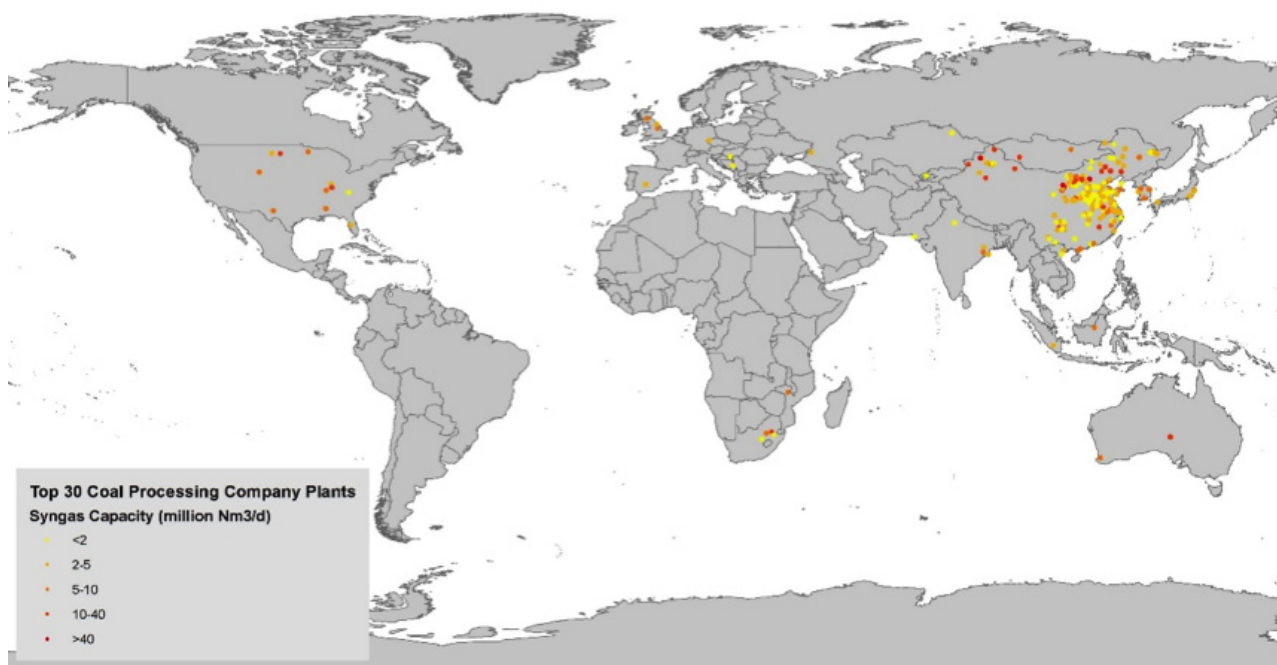 Top 30 Coal Processing Company Plants
Syngas Capacity (million Nm3/d)
<2
2-5
5-10
10-40
>40